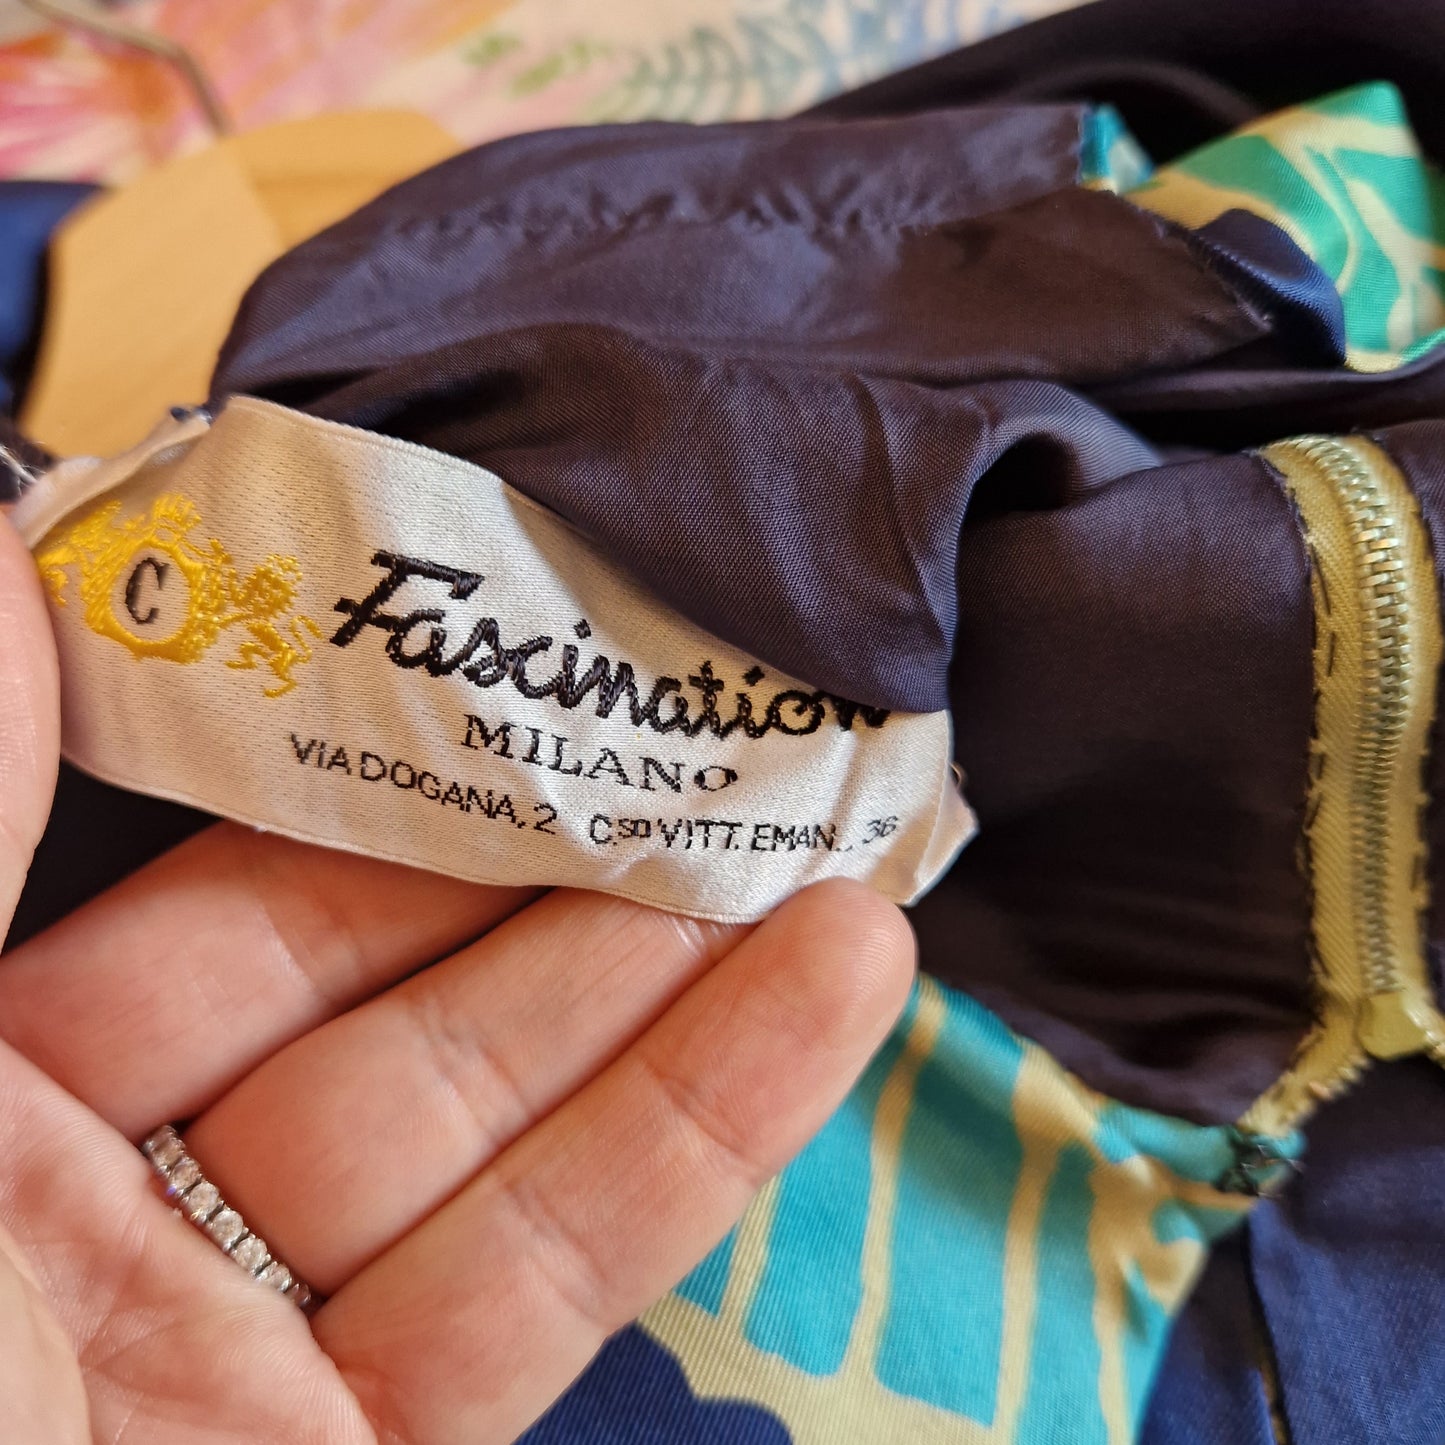 C
Fascination
MILANO
VIA DOGANA, 2 C.SO VITT. EMAN., 36